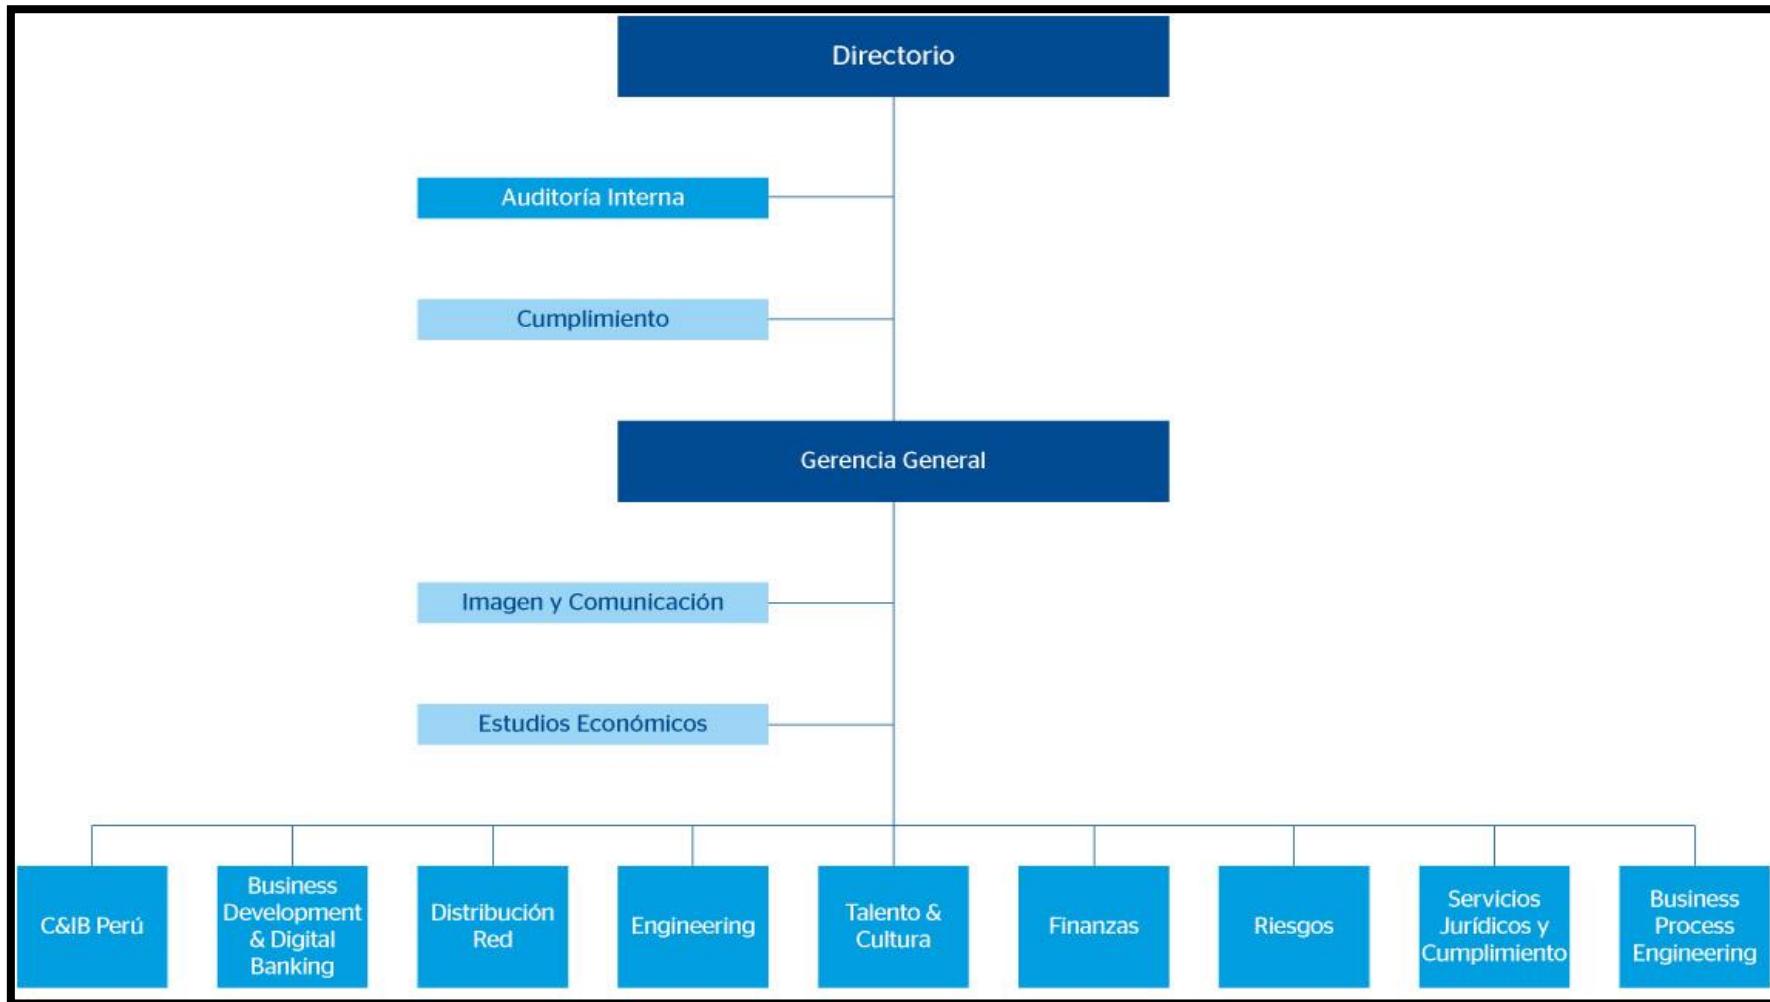 Directorio
Auditoría Interna
Cumplimiento
Gerencia General
Imagen y Comunicación
Estudios Económicos
C&IB Perú
Business
Development
& Digital
Banking
Distribución
Red
Engineering
Talento &
Cultura
Finanzas
Riesgos
Servicios
Jurídicos y
Cumplimiento
Business
Process
Engineering